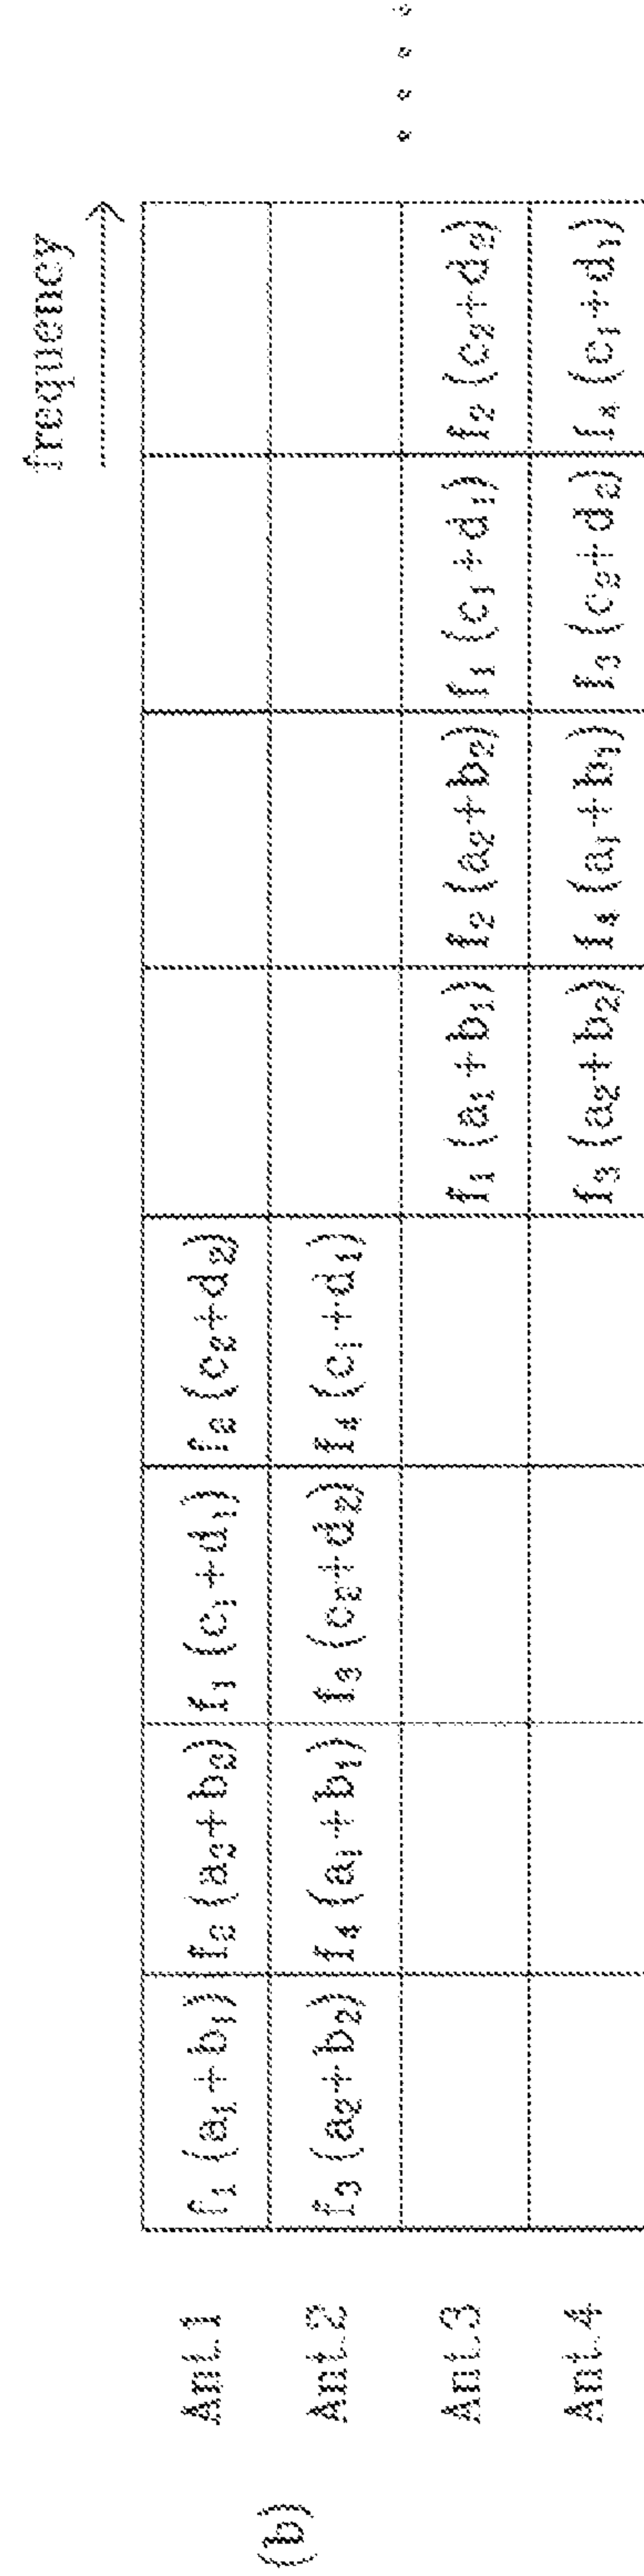 frequency
Ant.1 f₁ (a₁+b₁) f₂ (a₂+b₂) f₁ (c₁+d₁) f₂ (c₂+d₂)
Ant.2 f₃ (a₂+b₂) f₄ (a₁+b₁) f₃ (c₂+d₂) f₄ (c₁+d₁)
(b)
Ant.3 f₁ (a₁+b₁) f₂ (a₂+b₂) f₁ (c₁+d₁) f₂ (c₂+d₂)
Ant.4 f₃ (a₂+b₂) f₄ (a₁+b₁) f₃ (c₂+d₂) f₄ (c₁+d₁)